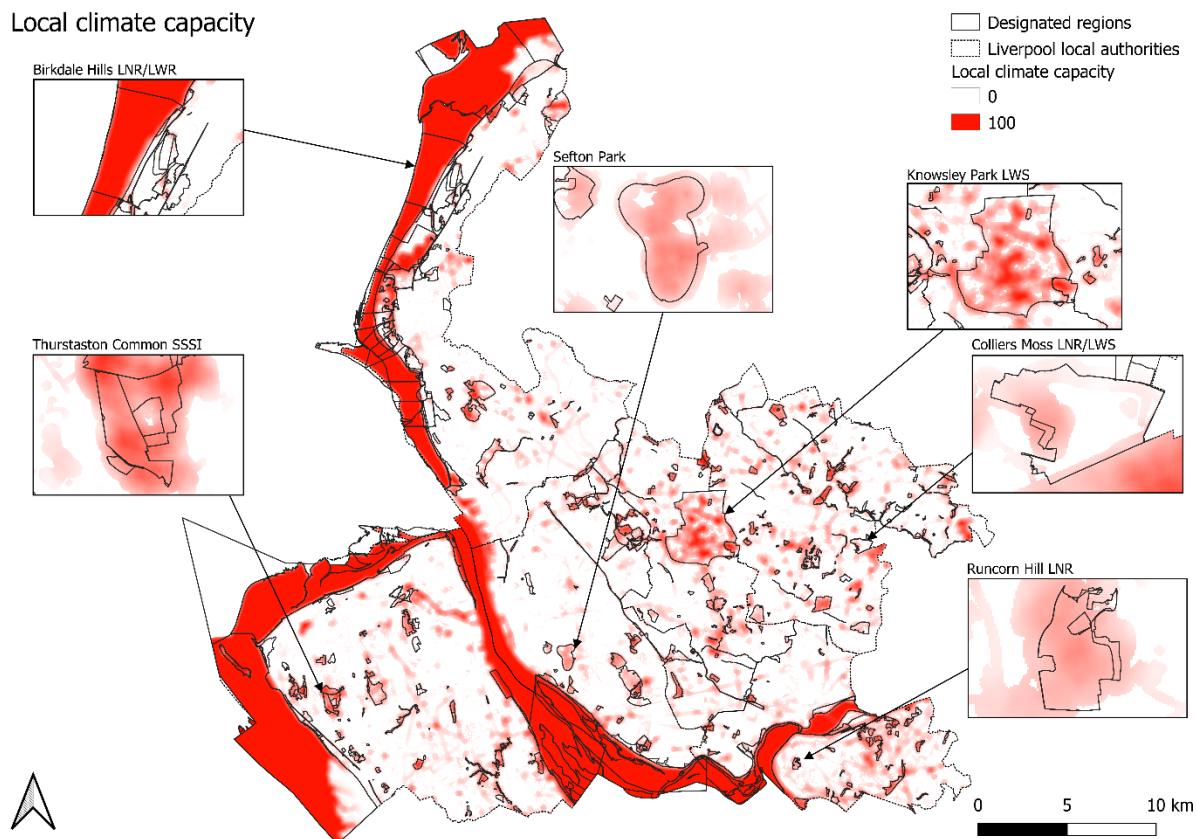 Local climate capacity
Designated regions
Liverpool local authorities
Local climate capacity
0
100
Birkdale Hills LNR/LWR
Sefton Park
Knowsley Park LWS
Thurstaston Common SSSI
Colliers Moss LNR/LWS
Runcorn Hill LNR
0 5 10 km